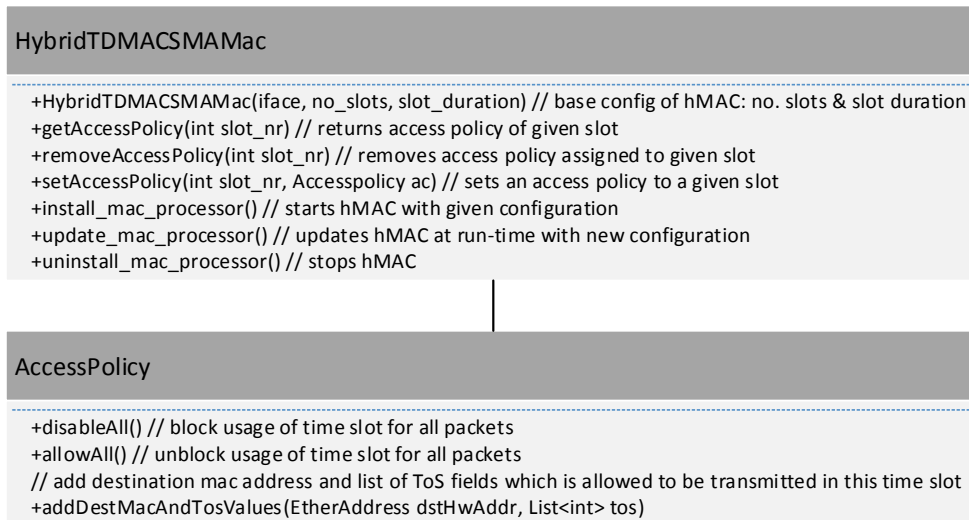 HybridTDMACSMAMac
+HybridTDMACSMAMac(iface, no_slots, slot_duration) // base config of hMAC: no. slots & slot duration
+getAccessPolicy(int slot_nr) // returns access policy of given slot
+removeAccessPolicy(int slot_nr) // removes access policy assigned to given slot
+setAccessPolicy(int slot_nr, Accesspolicy ac) // sets an access policy to a given slot
+install_mac_processor() // starts hMAC with given configuration
+update_mac_processor() // updates hMAC at run-time with new configuration
+uninstall_mac_processor() // stops hMAC
AccessPolicy
+disableAll() // block usage of time slot for all packets
+allowAll() // unblock usage of time slot for all packets
// add destination mac address and list of ToS fields which is allowed to be transmitted in this time slot
+addDestMacAndTosValues(EtherAddress dstHwAddr, List<int> tos)